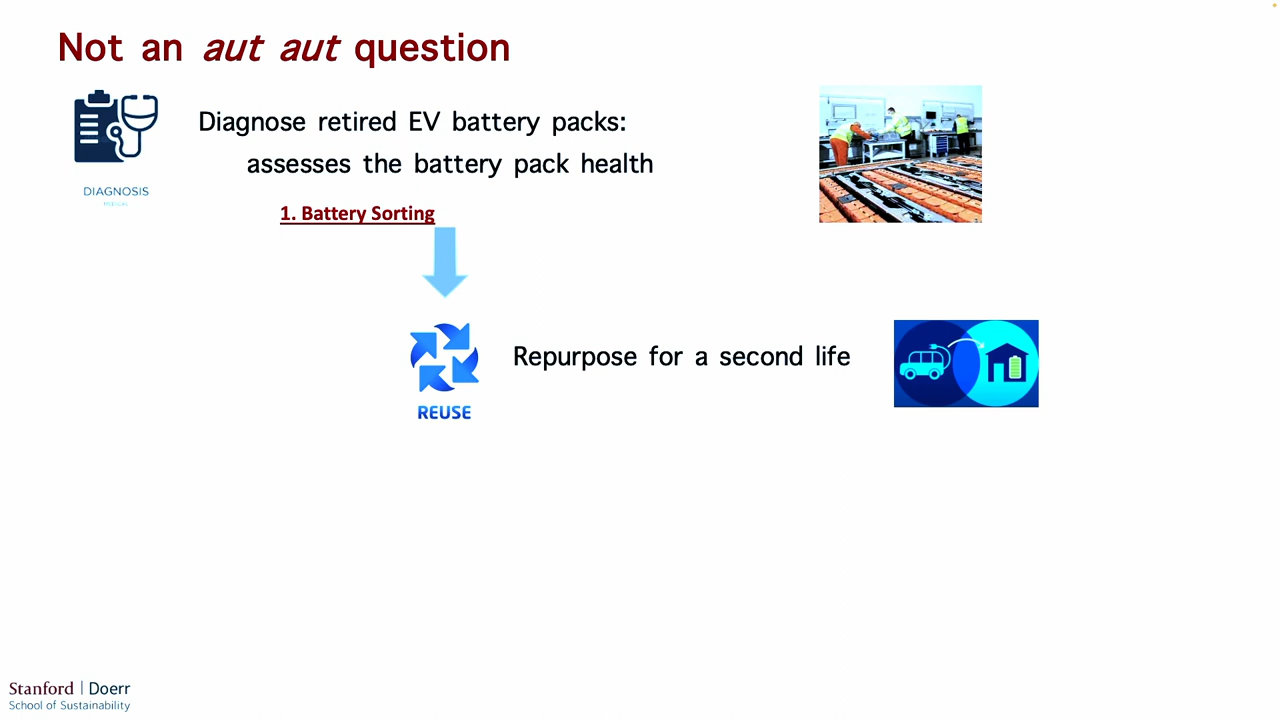 Not an aut aut question
Diagnose retired EV battery packs:
assesses the battery pack health
DIAGNOSIS
MEDICAL
1. Battery Sorting
REUSE
Repurpose for a second life
Stanford | Doerr
School of Sustainability